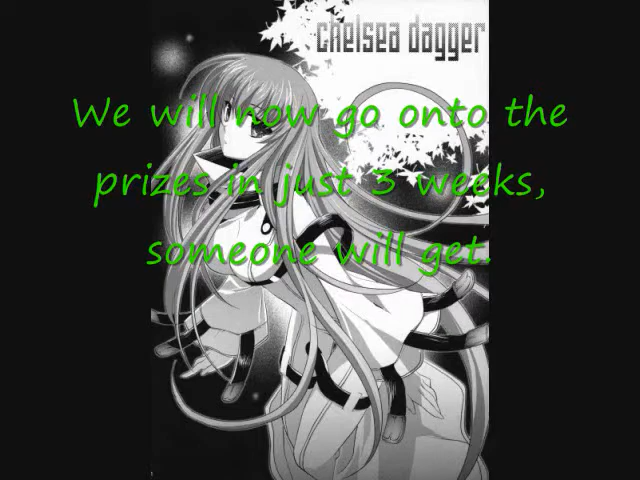 chelsea dagger
We will now go onto the
prizes in just 3 weeks,
someone will get.